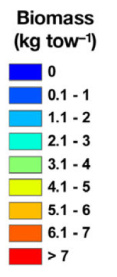 Biomass
(kg tow⁻¹)
0
0.1 - 1
1.1 - 2
2.1 - 3
3.1 - 4
4.1 - 5
5.1 - 6
6.1 - 7
> 7